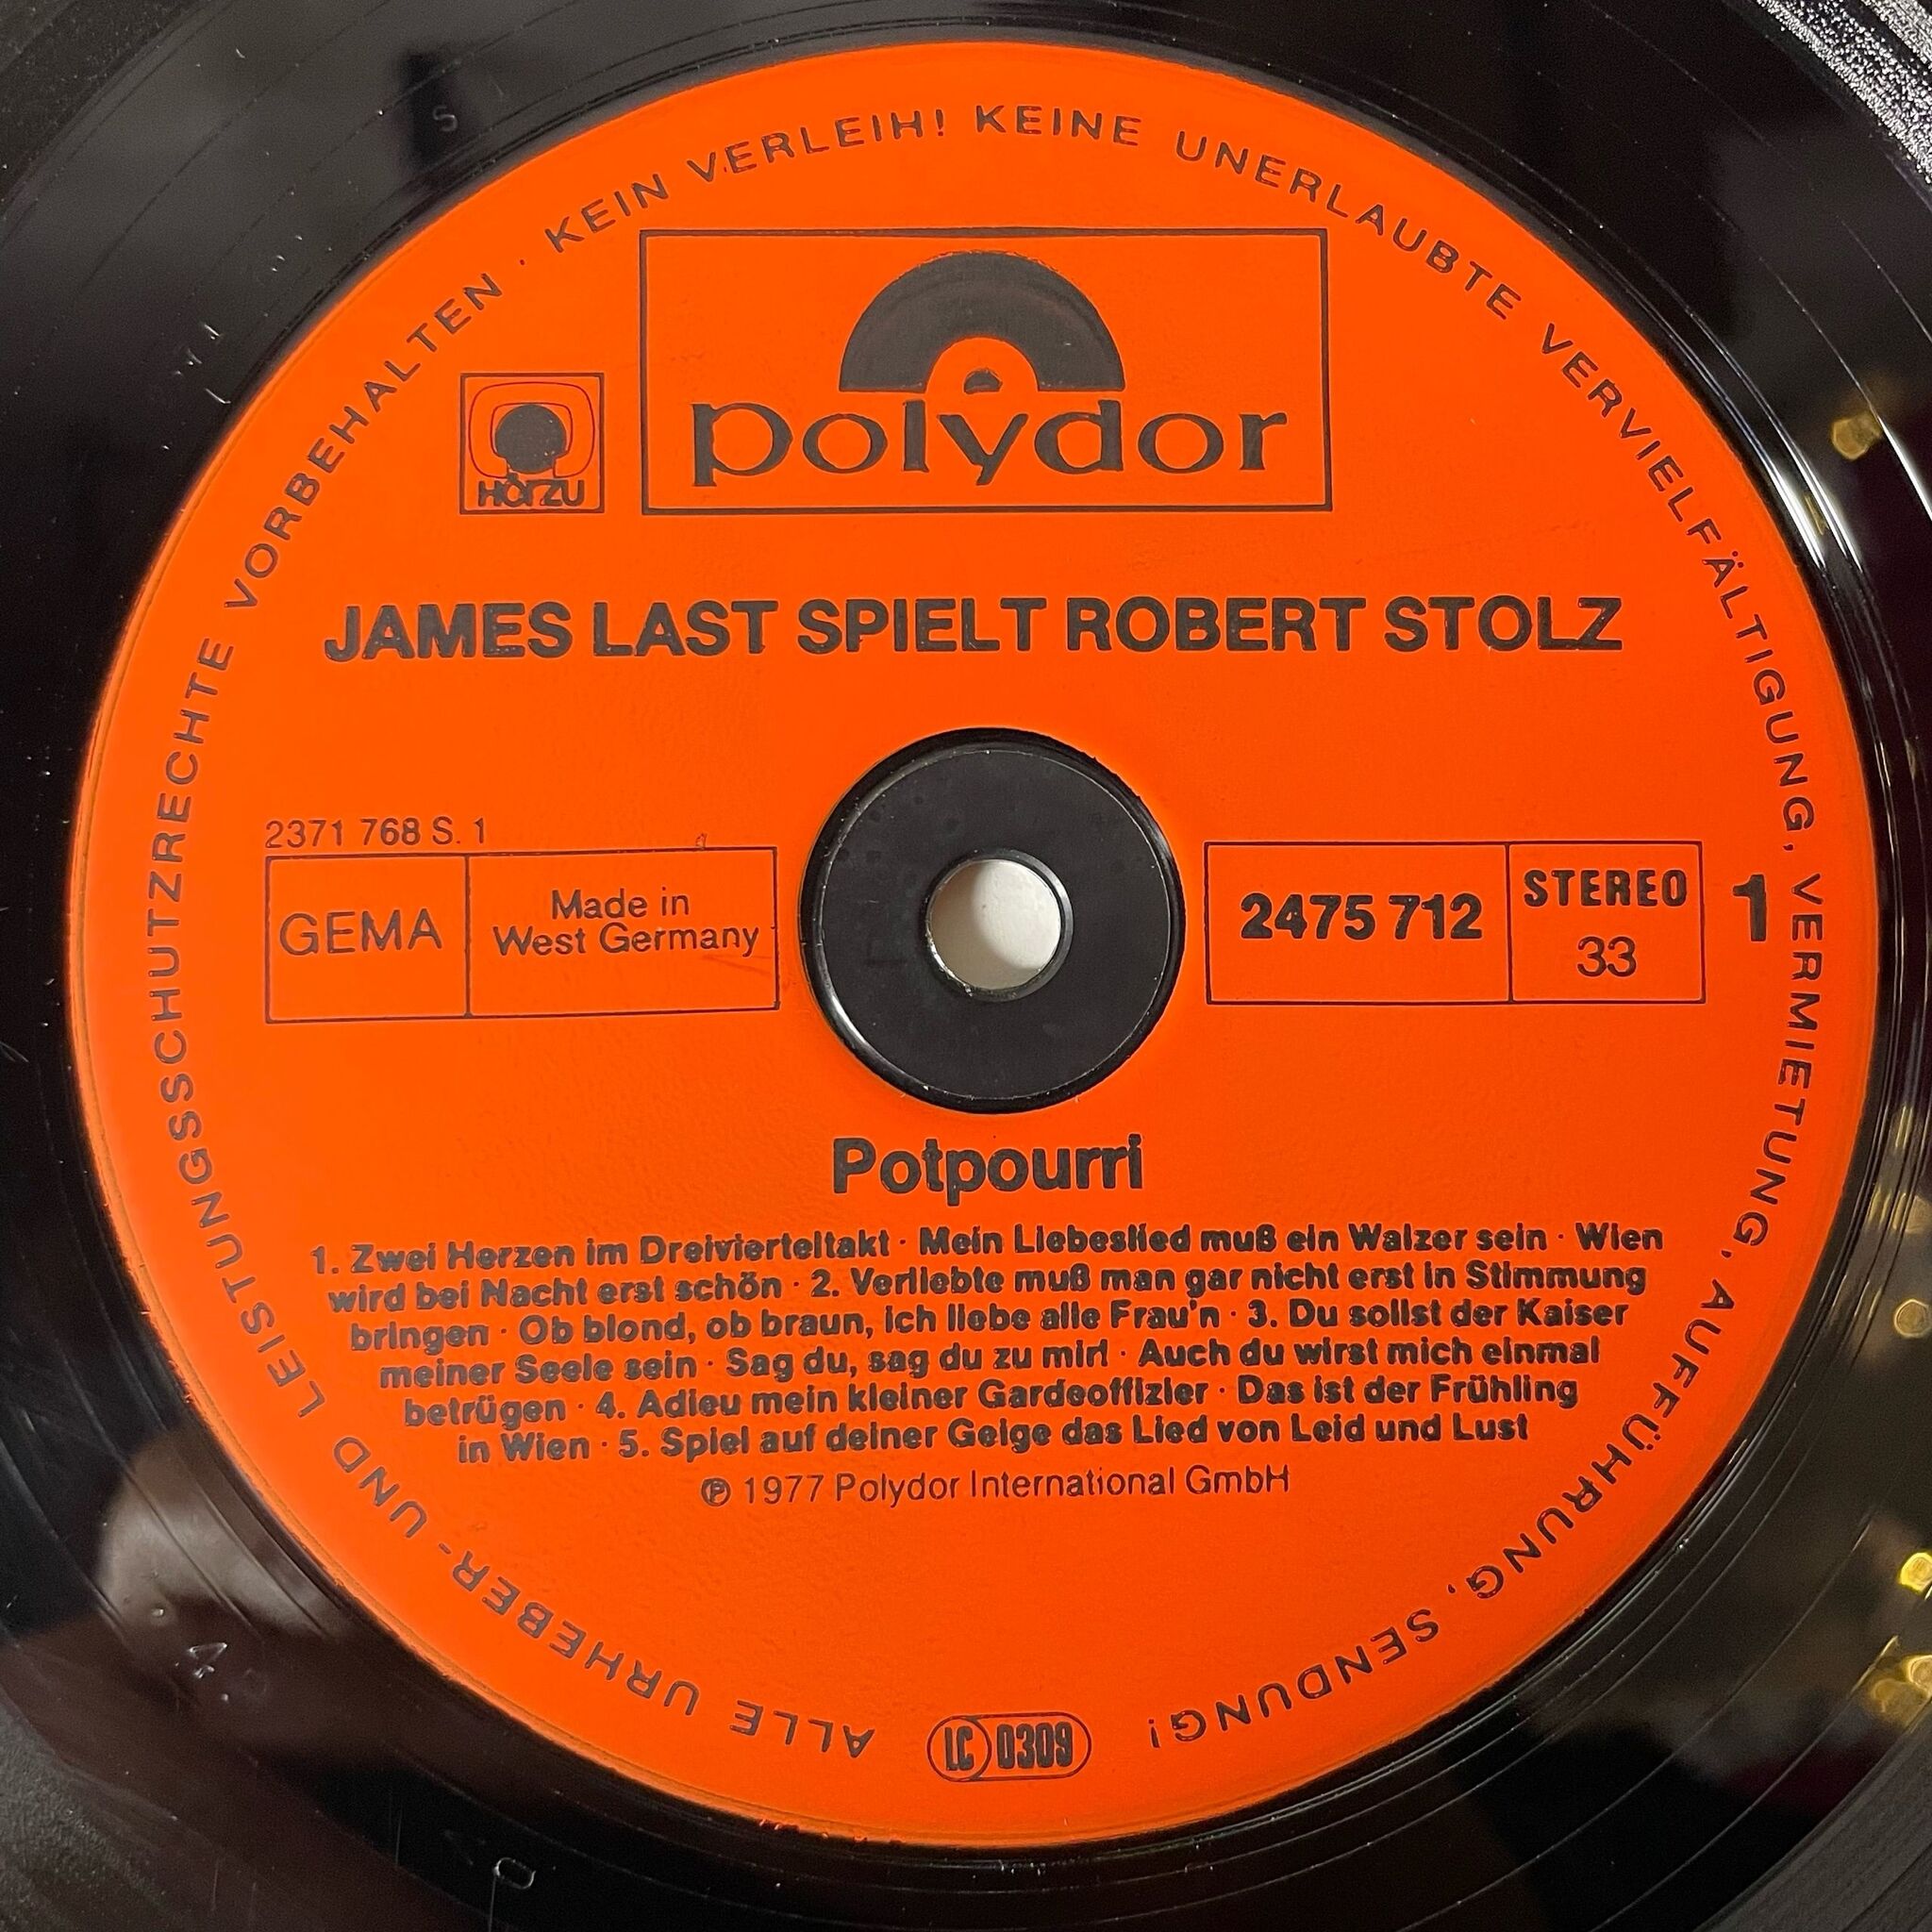 ALLE URHEBER- UND LEISTUNGSSCHUTZRECHTE VORBEHALTEN · KEIN VERLEIH! KEINE UNERLAUBTE VERVIELFÄLTIGUNG, VERMIETUNG, AUFFÜHRUNG, SENDUNG!
polydor
HÖRZU
JAMES LAST SPIELT ROBERT STOLZ
2371 768 S. 1
GEMA
Made in
West Germany
2475 712
STEREO
33
1
Potpourri
1. Zwei Herzen im Dreivierteltakt · Mein Liebeslied muß ein Walzer sein · Wien
wird bei Nacht erst schön · 2. Verliebte muß man gar nicht erst in Stimmung
bringen · Ob blond, ob braun, ich liebe alle Frau'n · 3. Du sollst der Kaiser
meiner Seele sein · Sag du, sag du zu mir! · Auch du wirst mich einmal
betrügen · 4. Adieu mein kleiner Gardeoffizier · Das ist der Frühling
in Wien · 5. Spiel auf deiner Geige das Lied von Leid und Lust
℗ 1977 Polydor International GmbH
LC 0309